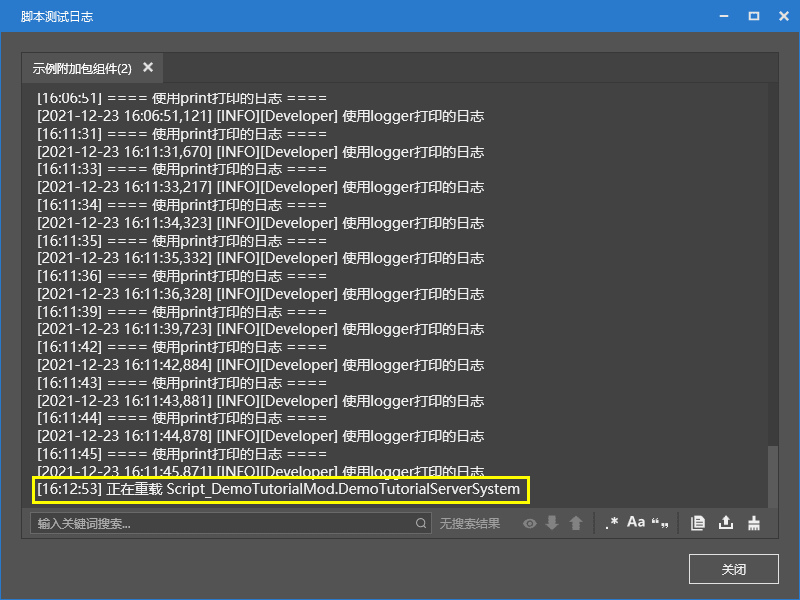 脚本测试日志
示例附加包组件(2)
[16:06:51] ==== 使用print打印的日志 ====
[2021-12-23 16:06:51,121] [INFO][Developer] 使用logger打印的日志
[16:11:31] ==== 使用print打印的日志 ====
[2021-12-23 16:11:31,670] [INFO][Developer] 使用logger打印的日志
[16:11:33] ==== 使用print打印的日志 ====
[2021-12-23 16:11:33,217] [INFO][Developer] 使用logger打印的日志
[16:11:34] ==== 使用print打印的日志 ====
[2021-12-23 16:11:34,323] [INFO][Developer] 使用logger打印的日志
[16:11:35] ==== 使用print打印的日志 ====
[2021-12-23 16:11:35,332] [INFO][Developer] 使用logger打印的日志
[16:11:36] ==== 使用print打印的日志 ====
[2021-12-23 16:11:36,328] [INFO][Developer] 使用logger打印的日志
[16:11:39] ==== 使用print打印的日志 ====
[2021-12-23 16:11:39,723] [INFO][Developer] 使用logger打印的日志
[16:11:42] ==== 使用print打印的日志 ====
[2021-12-23 16:11:42,884] [INFO][Developer] 使用logger打印的日志
[16:11:43] ==== 使用print打印的日志 ====
[2021-12-23 16:11:43,881] [INFO][Developer] 使用logger打印的日志
[16:11:44] ==== 使用print打印的日志 ====
[2021-12-23 16:11:44,878] [INFO][Developer] 使用logger打印的日志
[16:11:45] ==== 使用print打印的日志 ====
[2021-12-23 16:11:45,871] [INFO][Developer] 使用logger打印的日志
[16:12:53] 正在重载 Script_DemoTutorialMod.DemoTutorialServerSystem
输入关键词搜索... 无搜索结果 .* Aa “„
关闭